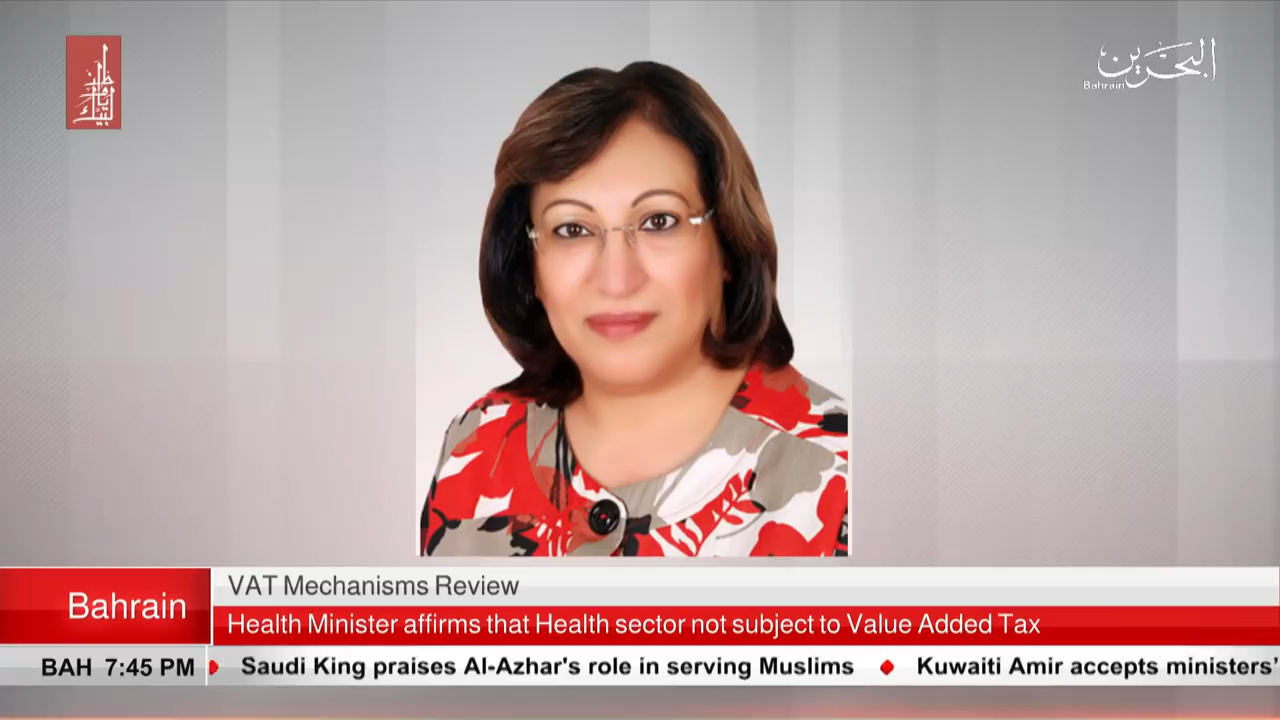 البحرين
Bahrain
Bahrain
VAT Mechanisms Review
Health Minister affirms that Health sector not subject to Value Added Tax
BAH 7:45 PM
Saudi King praises Al-Azhar's role in serving Muslims
Kuwaiti Amir accepts ministers'